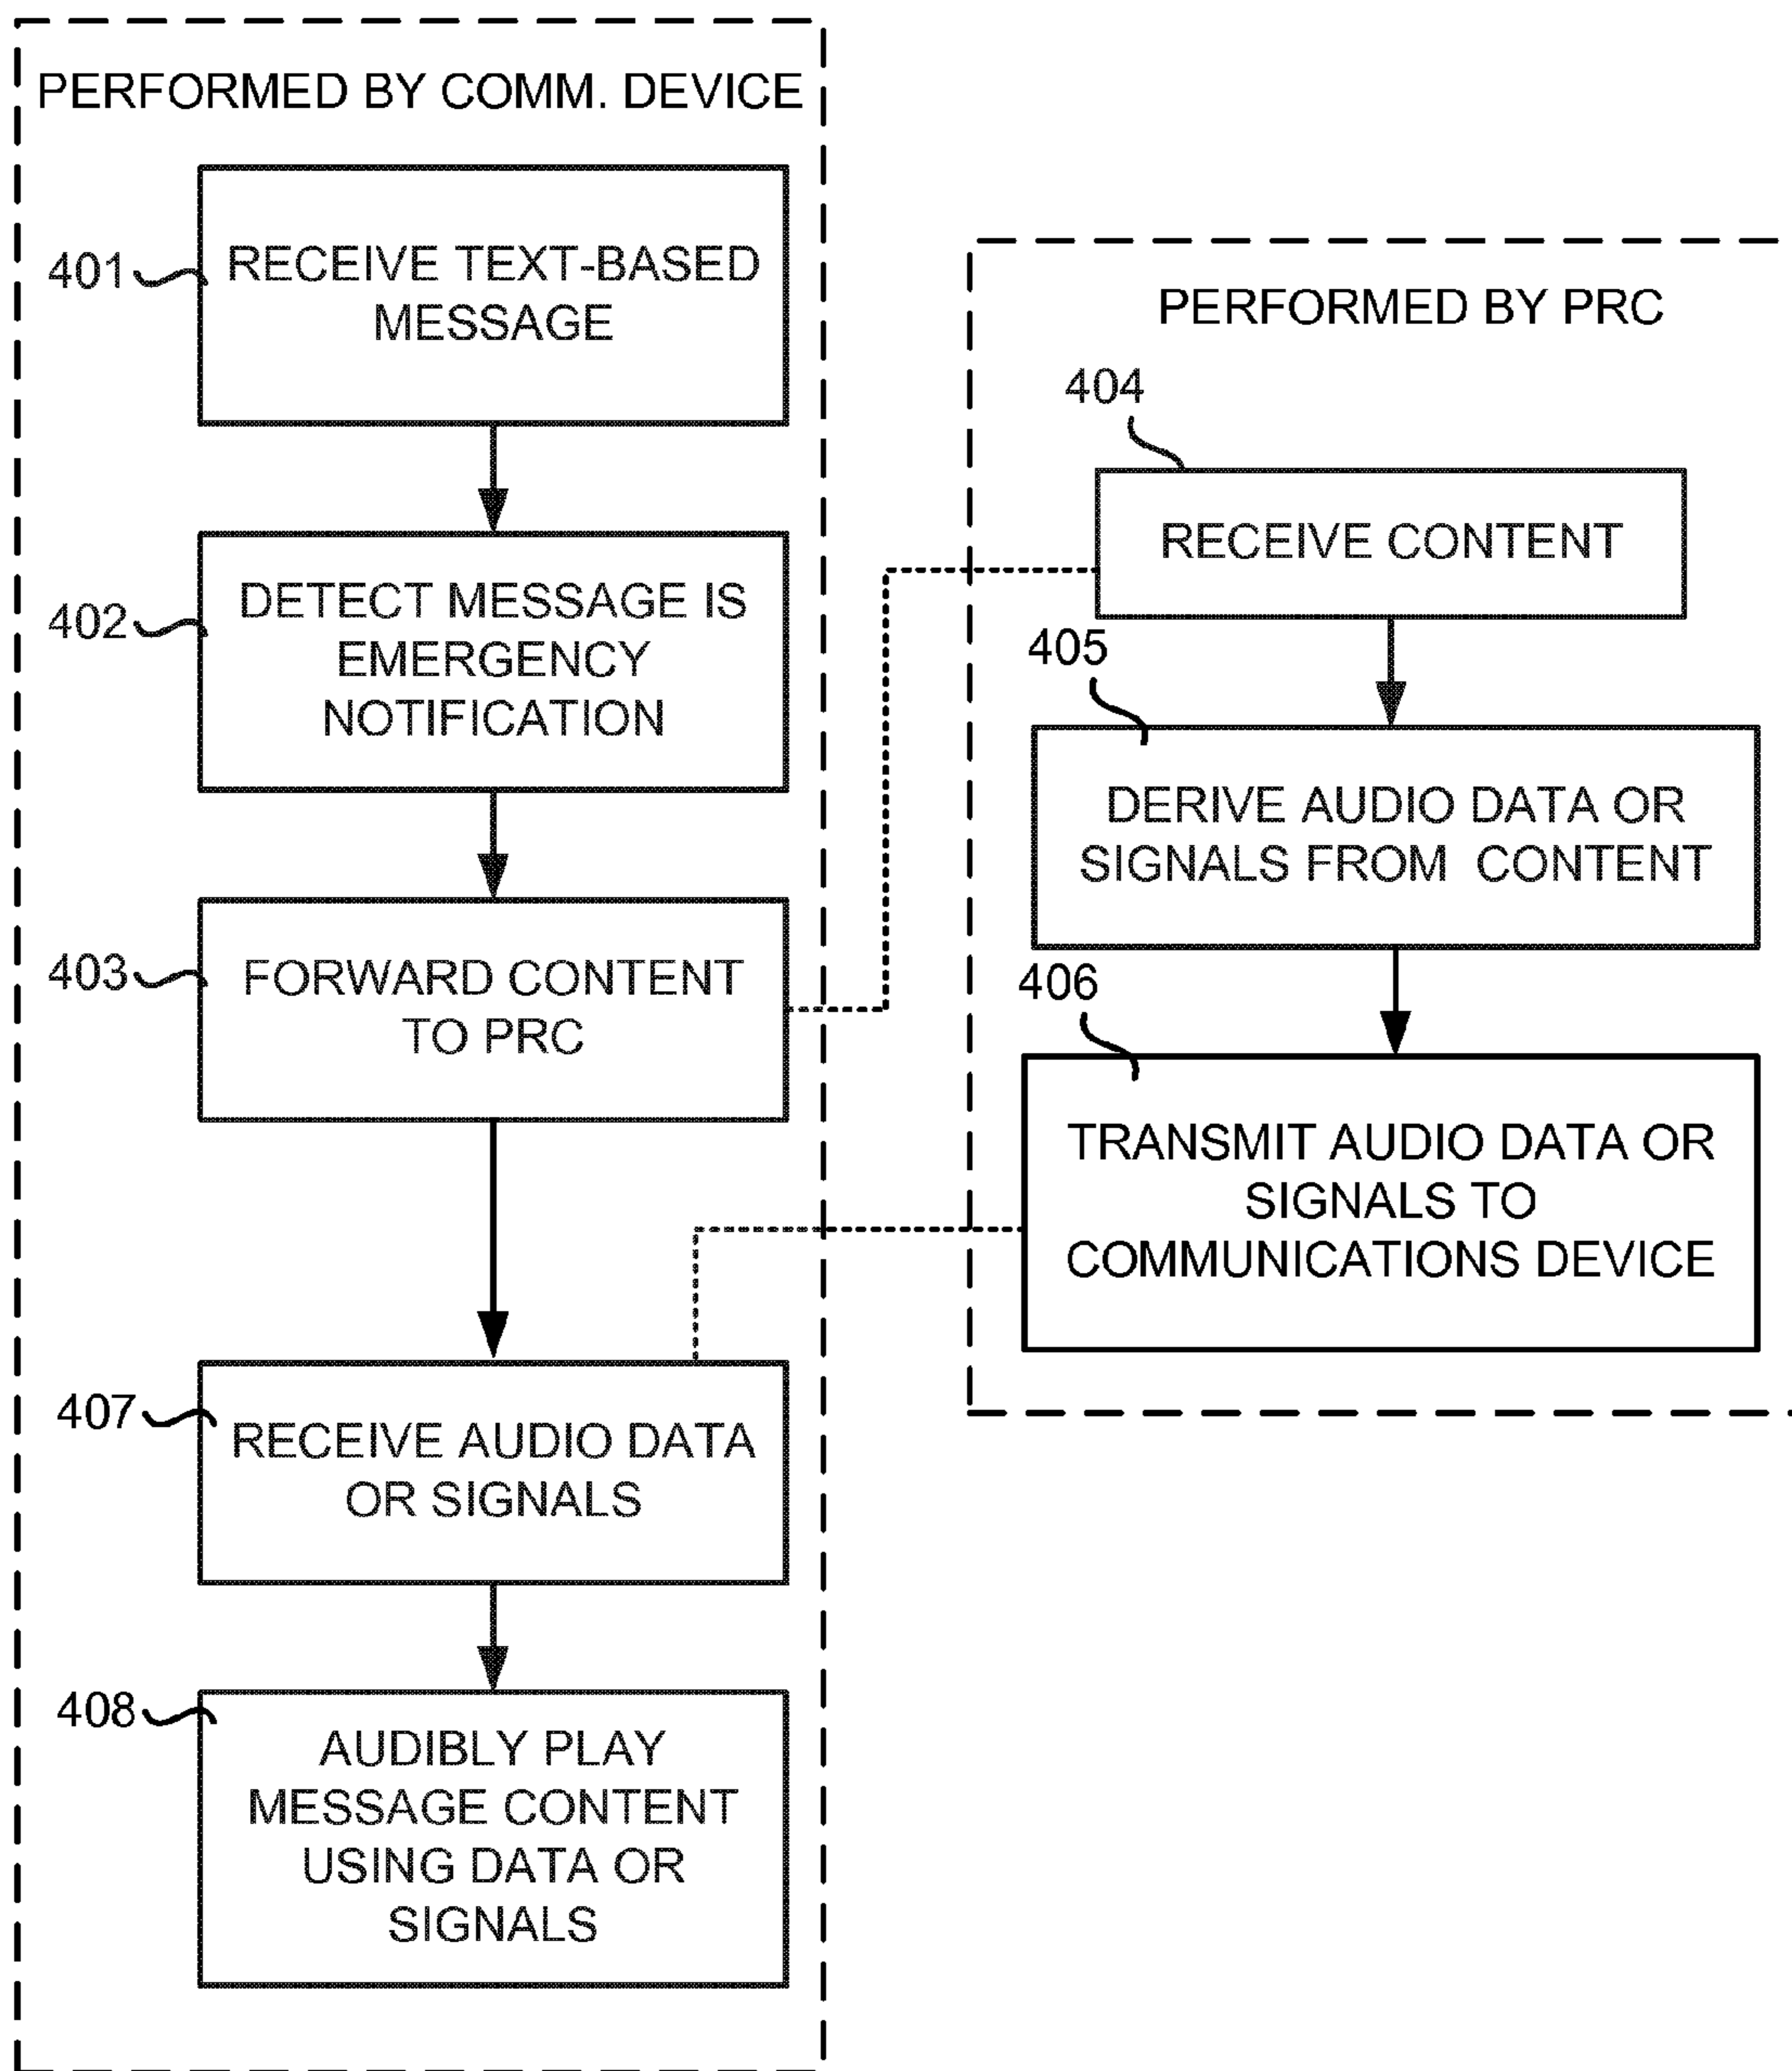 PERFORMED BY COMM. DEVICE
401
RECEIVE TEXT-BASED
MESSAGE
402
DETECT MESSAGE IS
EMERGENCY
NOTIFICATION
403
FORWARD CONTENT
TO PRC
407
RECEIVE AUDIO DATA
OR SIGNALS
408
AUDIBLY PLAY
MESSAGE CONTENT
USING DATA OR
SIGNALS
PERFORMED BY PRC
404
RECEIVE CONTENT
405
DERIVE AUDIO DATA OR
SIGNALS FROM CONTENT
406
TRANSMIT AUDIO DATA OR
SIGNALS TO
COMMUNICATIONS DEVICE